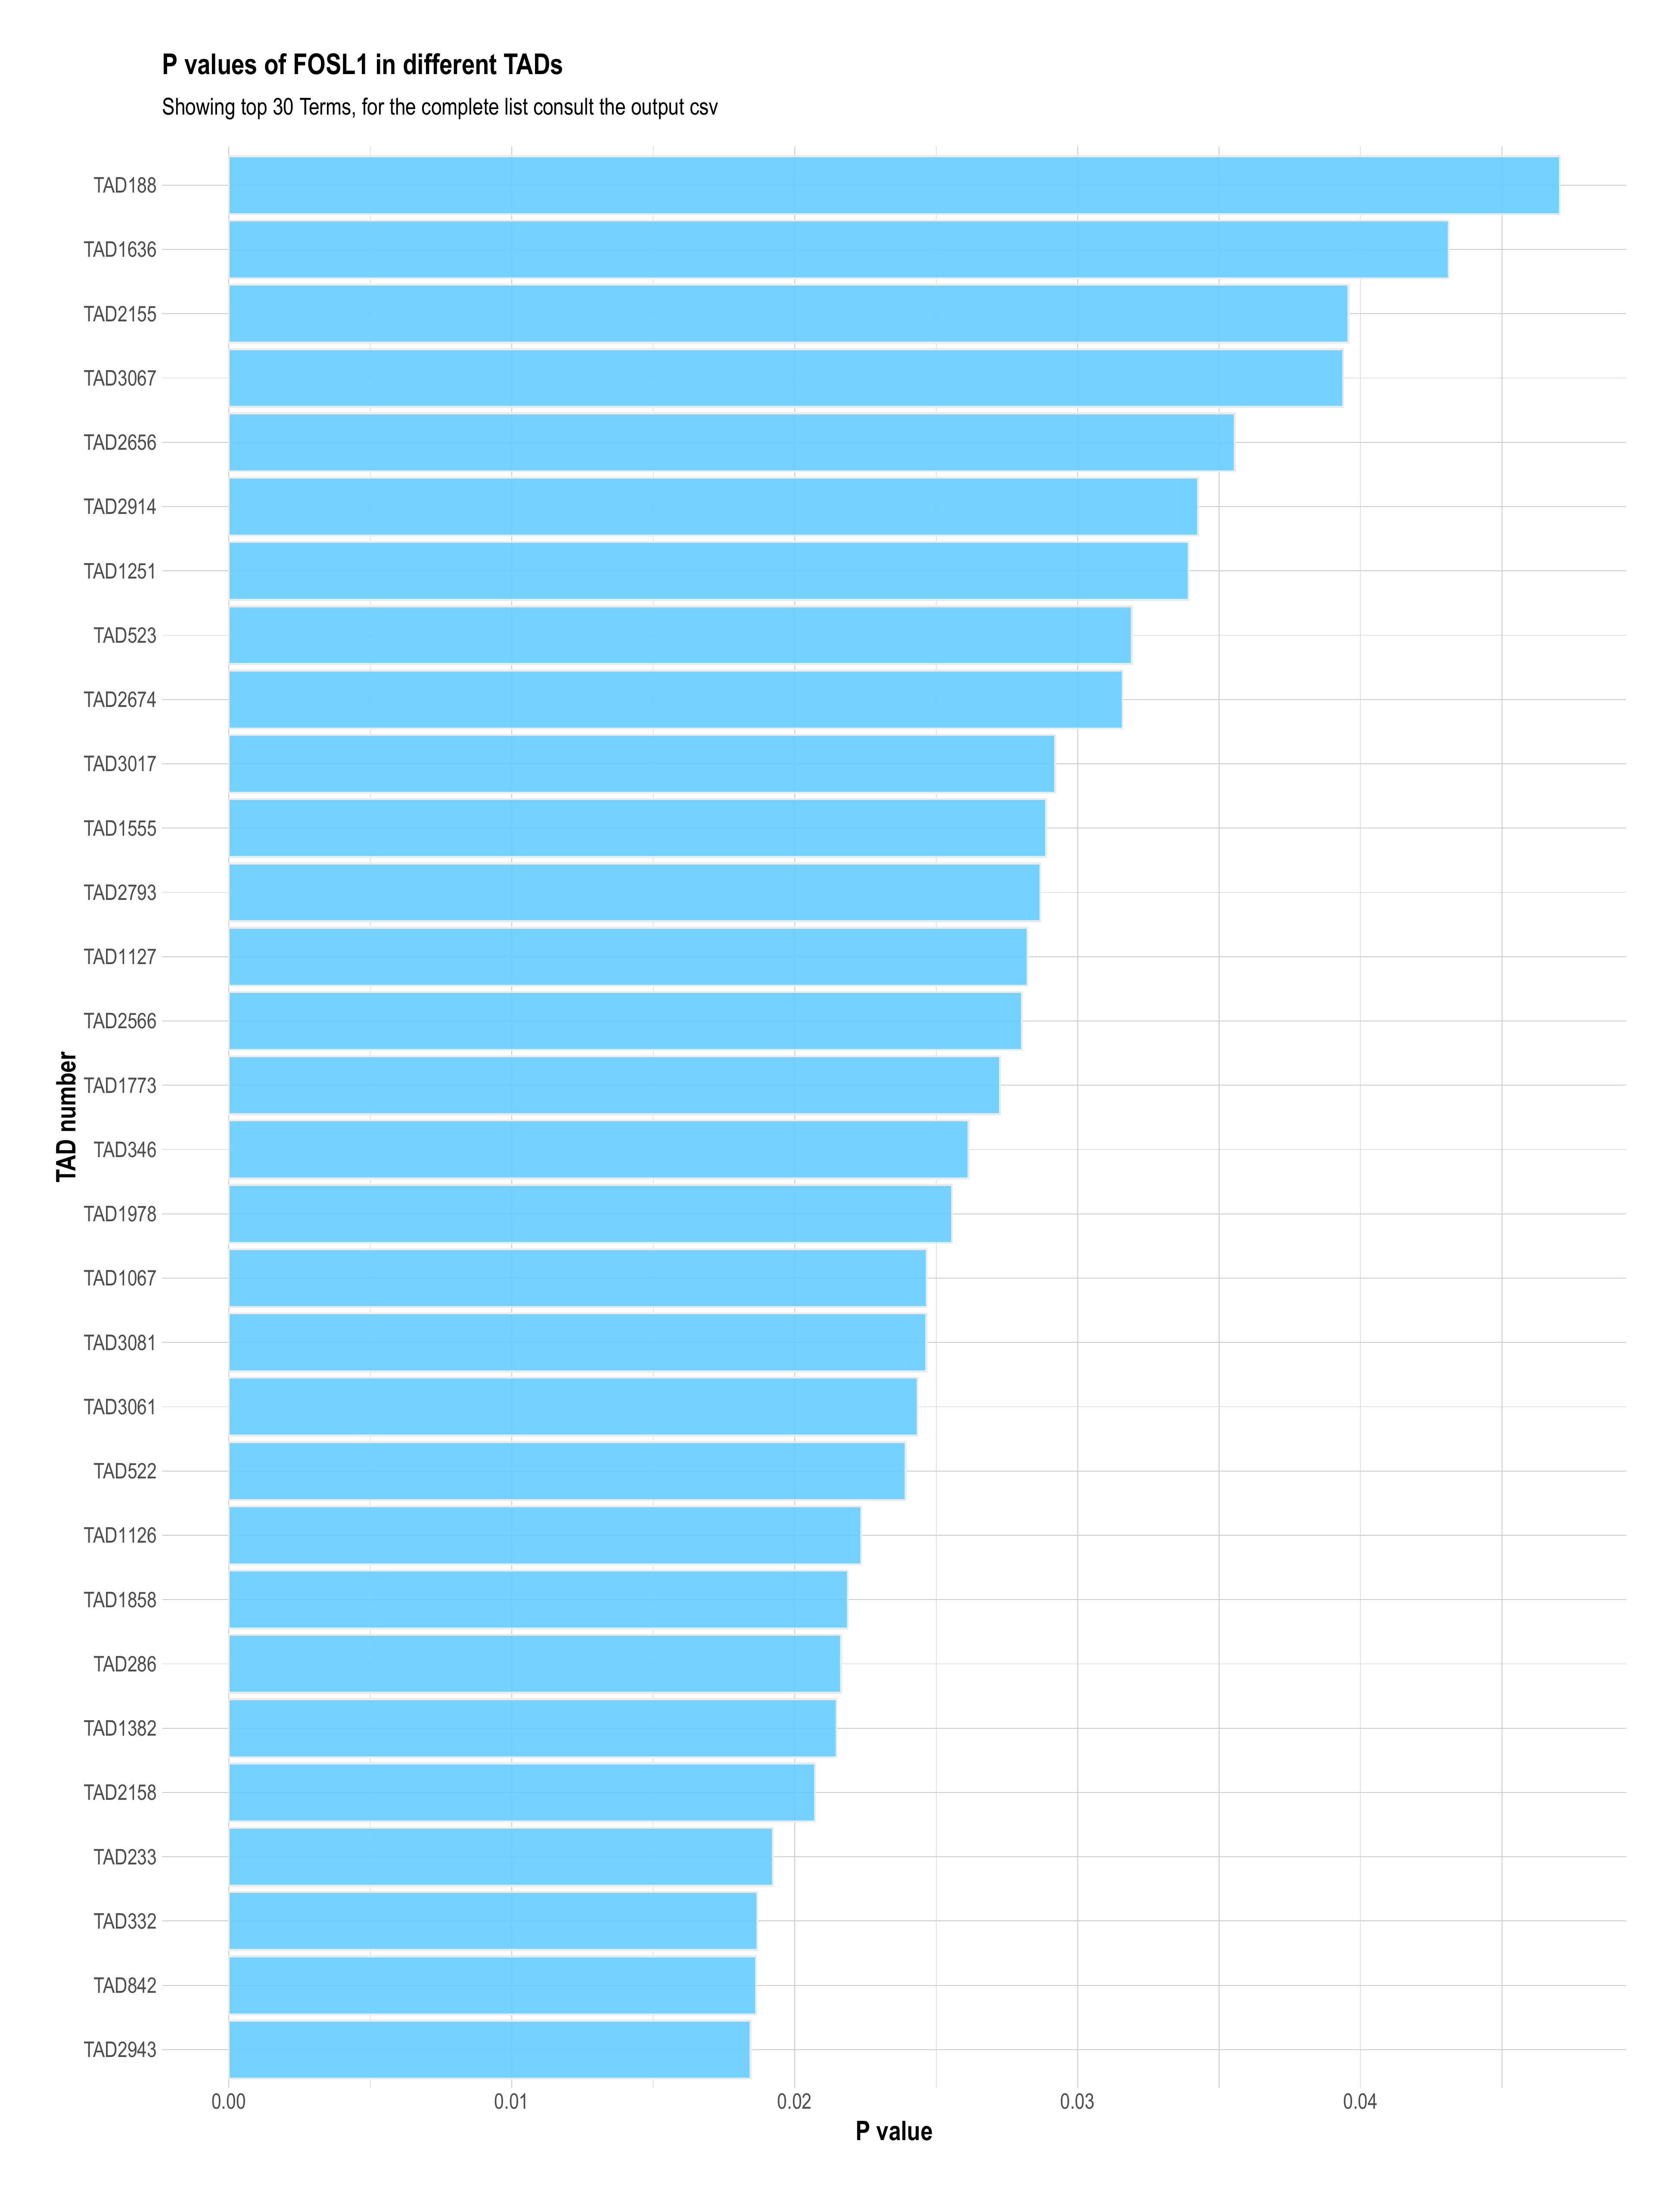 P values of FOSL1 in different TADs
Showing top 30 Terms, for the complete list consult the output csv
TAD188
TAD1636
TAD2155
TAD3067
TAD2656
TAD2914
TAD1251
TAD523
TAD2674
TAD3017
TAD1555
TAD2793
TAD1127
TAD2566
TAD1773
TAD346
TAD1978
TAD1067
TAD3081
TAD3061
TAD522
TAD1126
TAD1858
TAD286
TAD1382
TAD2158
TAD233
TAD332
TAD842
TAD2943
TAD number
0.00 0.01 0.02 0.03 0.04
P value